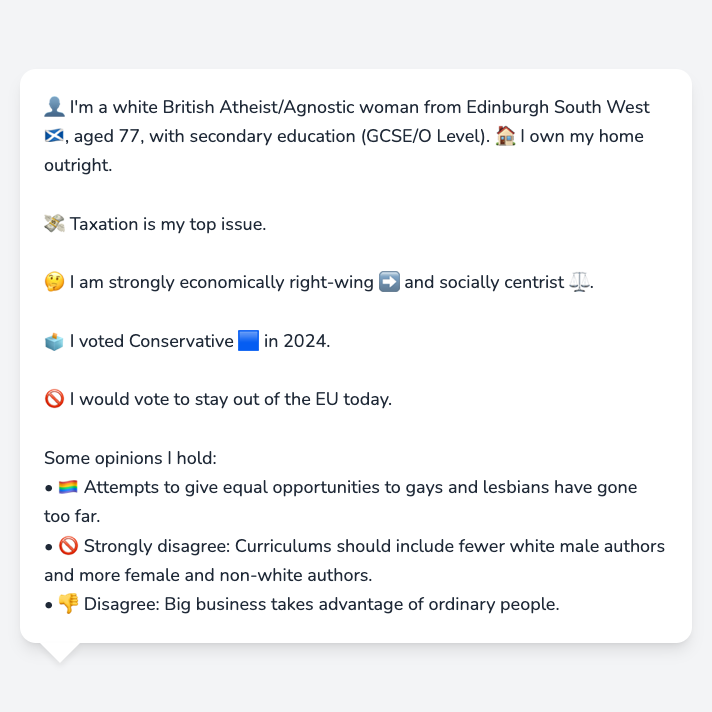 👤 I'm a white British Atheist/Agnostic woman from Edinburgh South West
🏴󠁧󠁢󠁳󠁣󠁴󠁿, aged 77, with secondary education (GCSE/O Level). 🏠 I own my home
outright.
💸 Taxation is my top issue.
🤔 I am strongly economically right-wing ➡️ and socially centrist ⚖️.
🗳️ I voted Conservative 🟦 in 2024.
🚫 I would vote to stay out of the EU today.
Some opinions I hold:
• 🏳️‍🌈 Attempts to give equal opportunities to gays and lesbians have gone
too far.
• 🚫 Strongly disagree: Curriculums should include fewer white male authors
and more female and non-white authors.
• 👎 Disagree: Big business takes advantage of ordinary people.